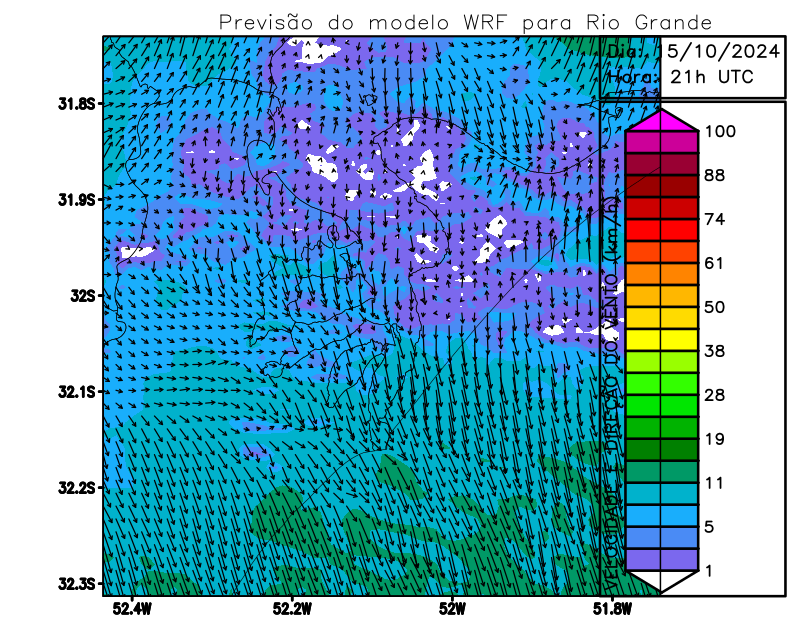 Previsão do modelo WRF para Rio Grande
Dia: 15/10/2024
Hora: 21h UTC
31.8S
31.9S
32S
32.1S
32.2S
32.3S
52.4W
52.2W
52W
51.8W
VELOCIDADE E DIREÇÃO DO VENTO (km/h)
100
88
74
61
50
38
28
19
11
5
1